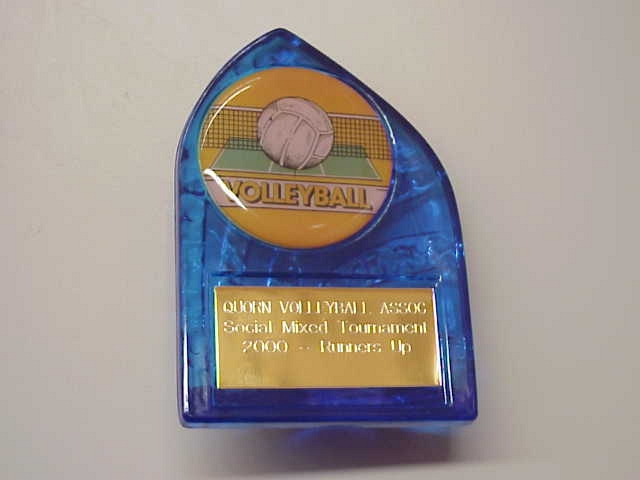 VOLLEYBALL
QUORN VOLLEYBALL ASSOC
Social Mixed Tournament
2000 -- Runners Up